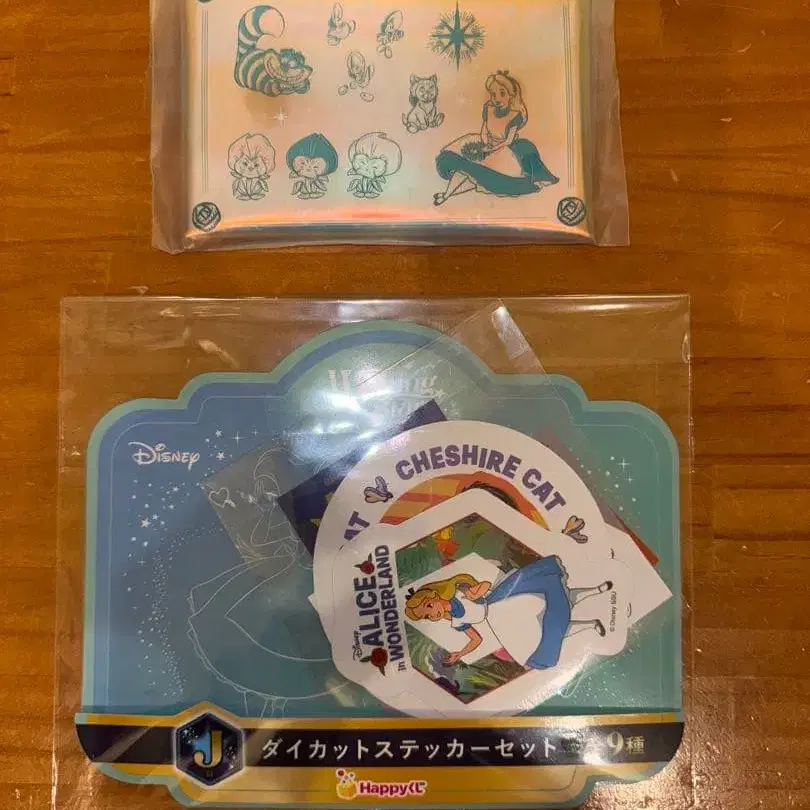 Disney
CHESHIRE CAT
AT
Disney
ALICE
in WONDERLAND
© Disney
J
ダイカットステッカーセット
9種
Happyくじ